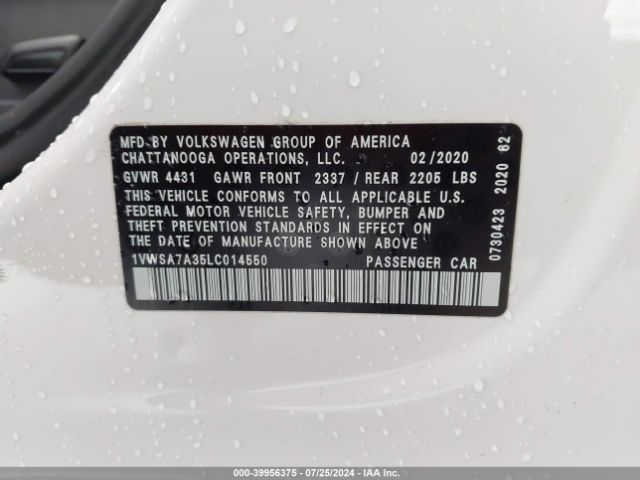 MFD BY VOLKSWAGEN GROUP OF AMERICA
CHATTANOOGA OPERATIONS, LLC. 02/2020
GVWR 4431 GAWR FRONT 2337 / REAR 2205 LBS
THIS VEHICLE CONFORMS TO ALL APPLICABLE U.S.
FEDERAL MOTOR VEHICLE SAFETY, BUMPER AND
THEFT PREVENTION STANDARDS IN EFFECT ON
THE DATE OF MANUFACTURE SHOWN ABOVE
1VWSA7A35LC014550 PASSENGER CAR
0730423 2020 62
000-39956375 - 07/25/2024 - IAA Inc.